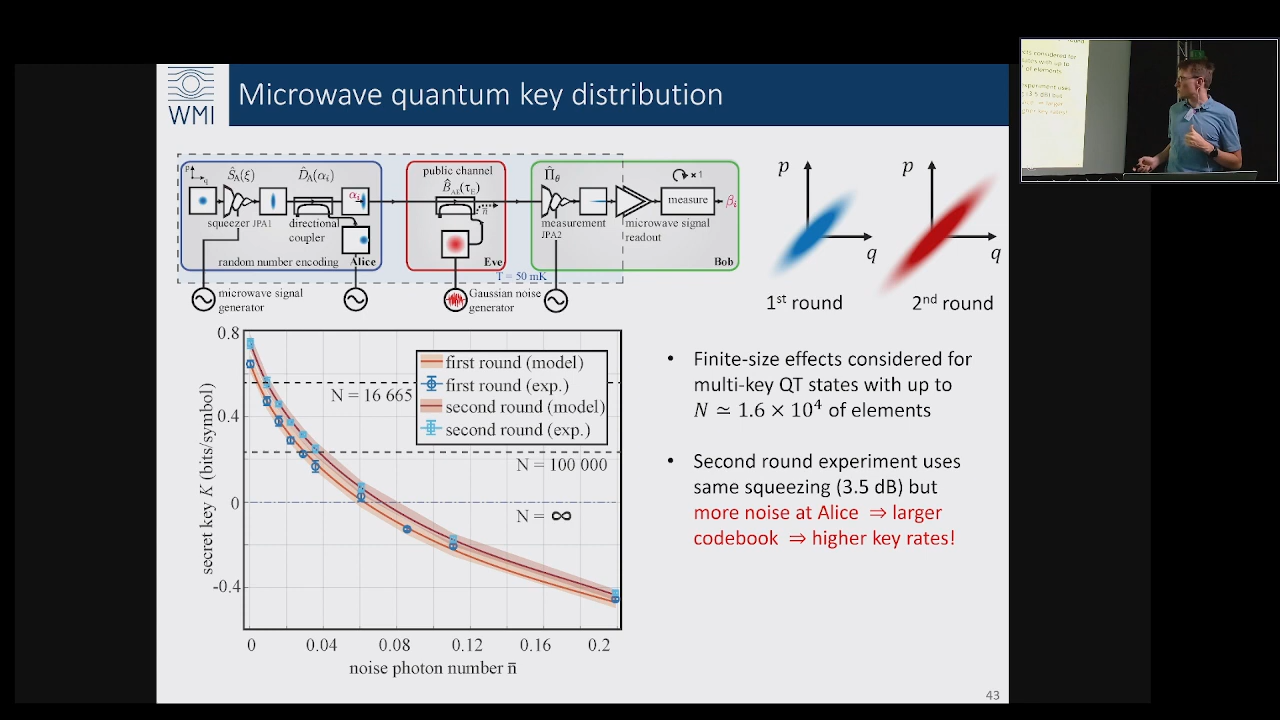 WMI
Microwave quantum key distribution
p
q
Ŝ_A(ξ)
D̂_A(α_i)
α_i
squeezer JPA1
directional
coupler
random number encoding
Alice
public channel
B̂_AE(τ_E)
n̄
Eve
Π̂_θ
measurement
JPA2
microwave signal
readout
× 1
measure
β_i
Bob
T = 50 mK
microwave signal
generator
Gaussian noise
generator
p
q
1st round
p
q
2nd round
secret key K (bits/symbol)
0.8
0.4
0
-0.4
first round (model)
first round (exp.)
second round (model)
second round (exp.)
N = 16 665
N = 100 000
N = ∞
0 0.04 0.08 0.12 0.16 0.2
noise photon number n̄
• Finite-size effects considered for
multi-key QT states with up to
N ≃ 1.6 × 10⁴ of elements
• Second round experiment uses
same squeezing (3.5 dB) but
more noise at Alice ⇒ larger
codebook ⇒ higher key rates!
43